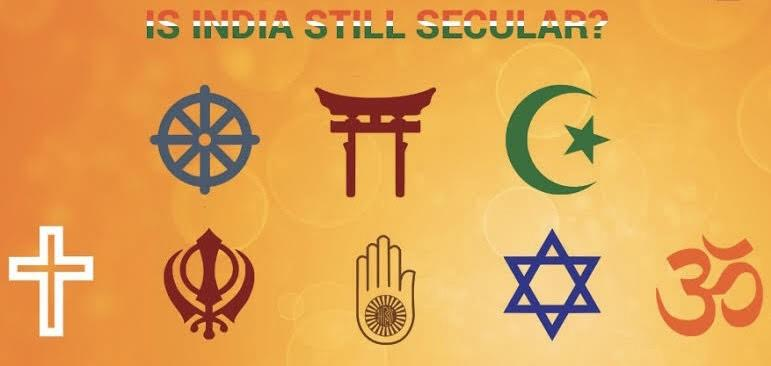 IS INDIA STILL SECULAR?